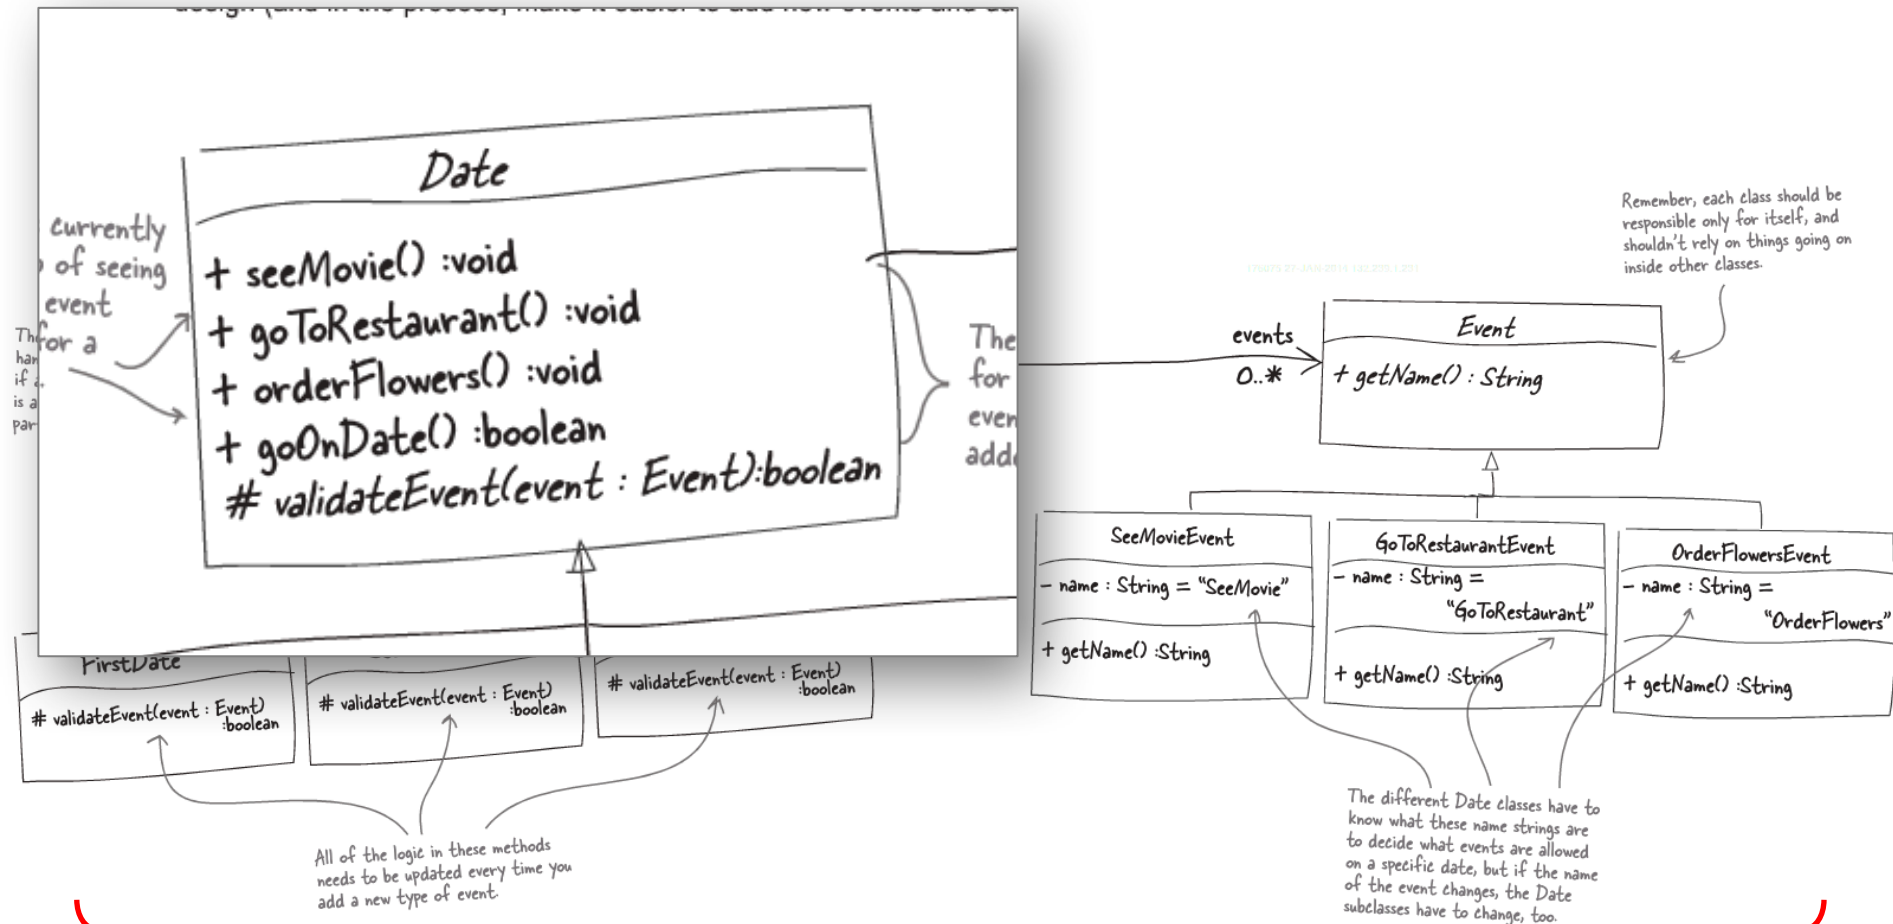 Date
currently
of seeing
event
for a
+ seeMovie() :void
+ goToRestaurant() :void
+ orderFlowers() :void
+ goOnDate() :boolean
# validateEvent(event : Event):boolean
The
for
if
is a
FirstDate
# validateEvent(event : Event)
:boolean
# validateEvent(event : Event)
:boolean
# validateEvent(event : Event)
:boolean
All of the logic in these methods
needs to be updated every time you
add a new type of event.
Remember, each class should be
responsible only for itself, and
shouldn't rely on things going on
inside other classes.
events
0..*
Event
+ getName() : String
SeeMovieEvent
- name : String = "SeeMovie"
+ getName() :String
GoToRestaurantEvent
- name : String =
"GoToRestaurant"
+ getName() :String
OrderFlowersEvent
- name : String =
"OrderFlowers"
+ getName() :String
The different Date classes have to
know what these name strings are
to decide what events are allowed
on a specific date, but if the name
of the event changes, the Date
subclasses have to change, too.